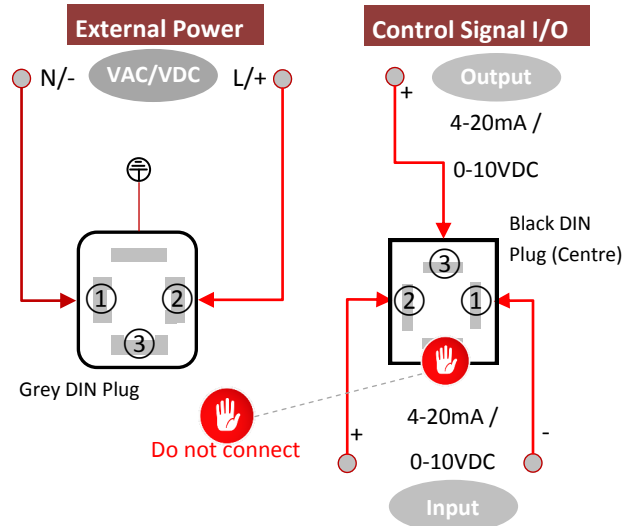 External Power
N/-
VAC/VDC
L/+
1
2
3
Grey DIN Plug
Do not connect
Control Signal I/O
Output
+
4-20mA /
0-10VDC
Black DIN
Plug (Centre)
3
2
1
+
4-20mA /
-
0-10VDC
Input